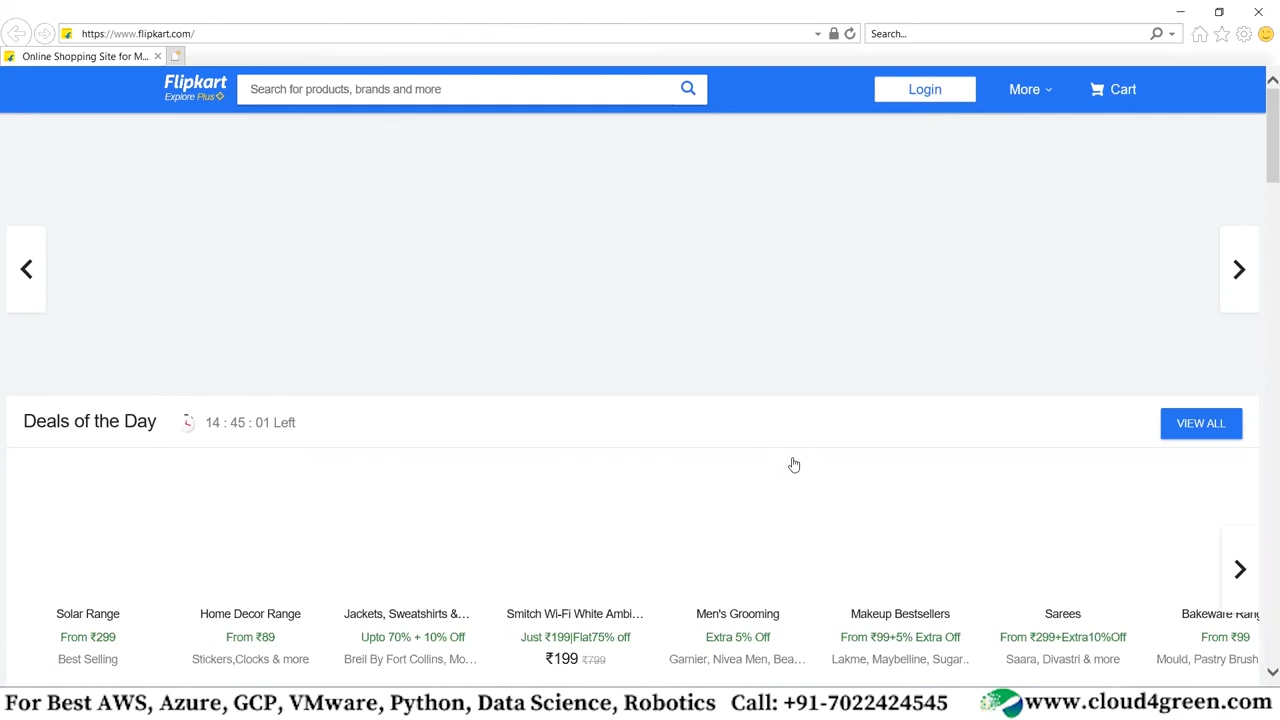 https://www.flipkart.com/
Search...
Online Shopping Site for M...
Flipkart
Explore Plus
Search for products, brands and more
Login
More
Cart
Deals of the Day
14 : 45 : 01 Left
VIEW ALL
Solar Range
Home Decor Range
Jackets, Sweatshirts &...
Smitch Wi-Fi White Ambi...
Men's Grooming
Makeup Bestsellers
Sarees
Bakeware Rang
From ₹299
From ₹89
Upto 70% + 10% Off
Just ₹199|Flat75% off
Extra 5% Off
From ₹99+5% Extra Off
From ₹299+Extra10%Off
From ₹99
Best Selling
Stickers,Clocks & more
Breil By Fort Collins, Mo...
₹199 ₹799
Garnier, Nivea Men, Bea...
Lakme, Maybelline, Sugar..
Saara, Divastri & more
Mould, Pastry Brush
For Best AWS, Azure, GCP, VMware, Python, Data Science, Robotics Call: +91-7022424545 www.cloud4green.com